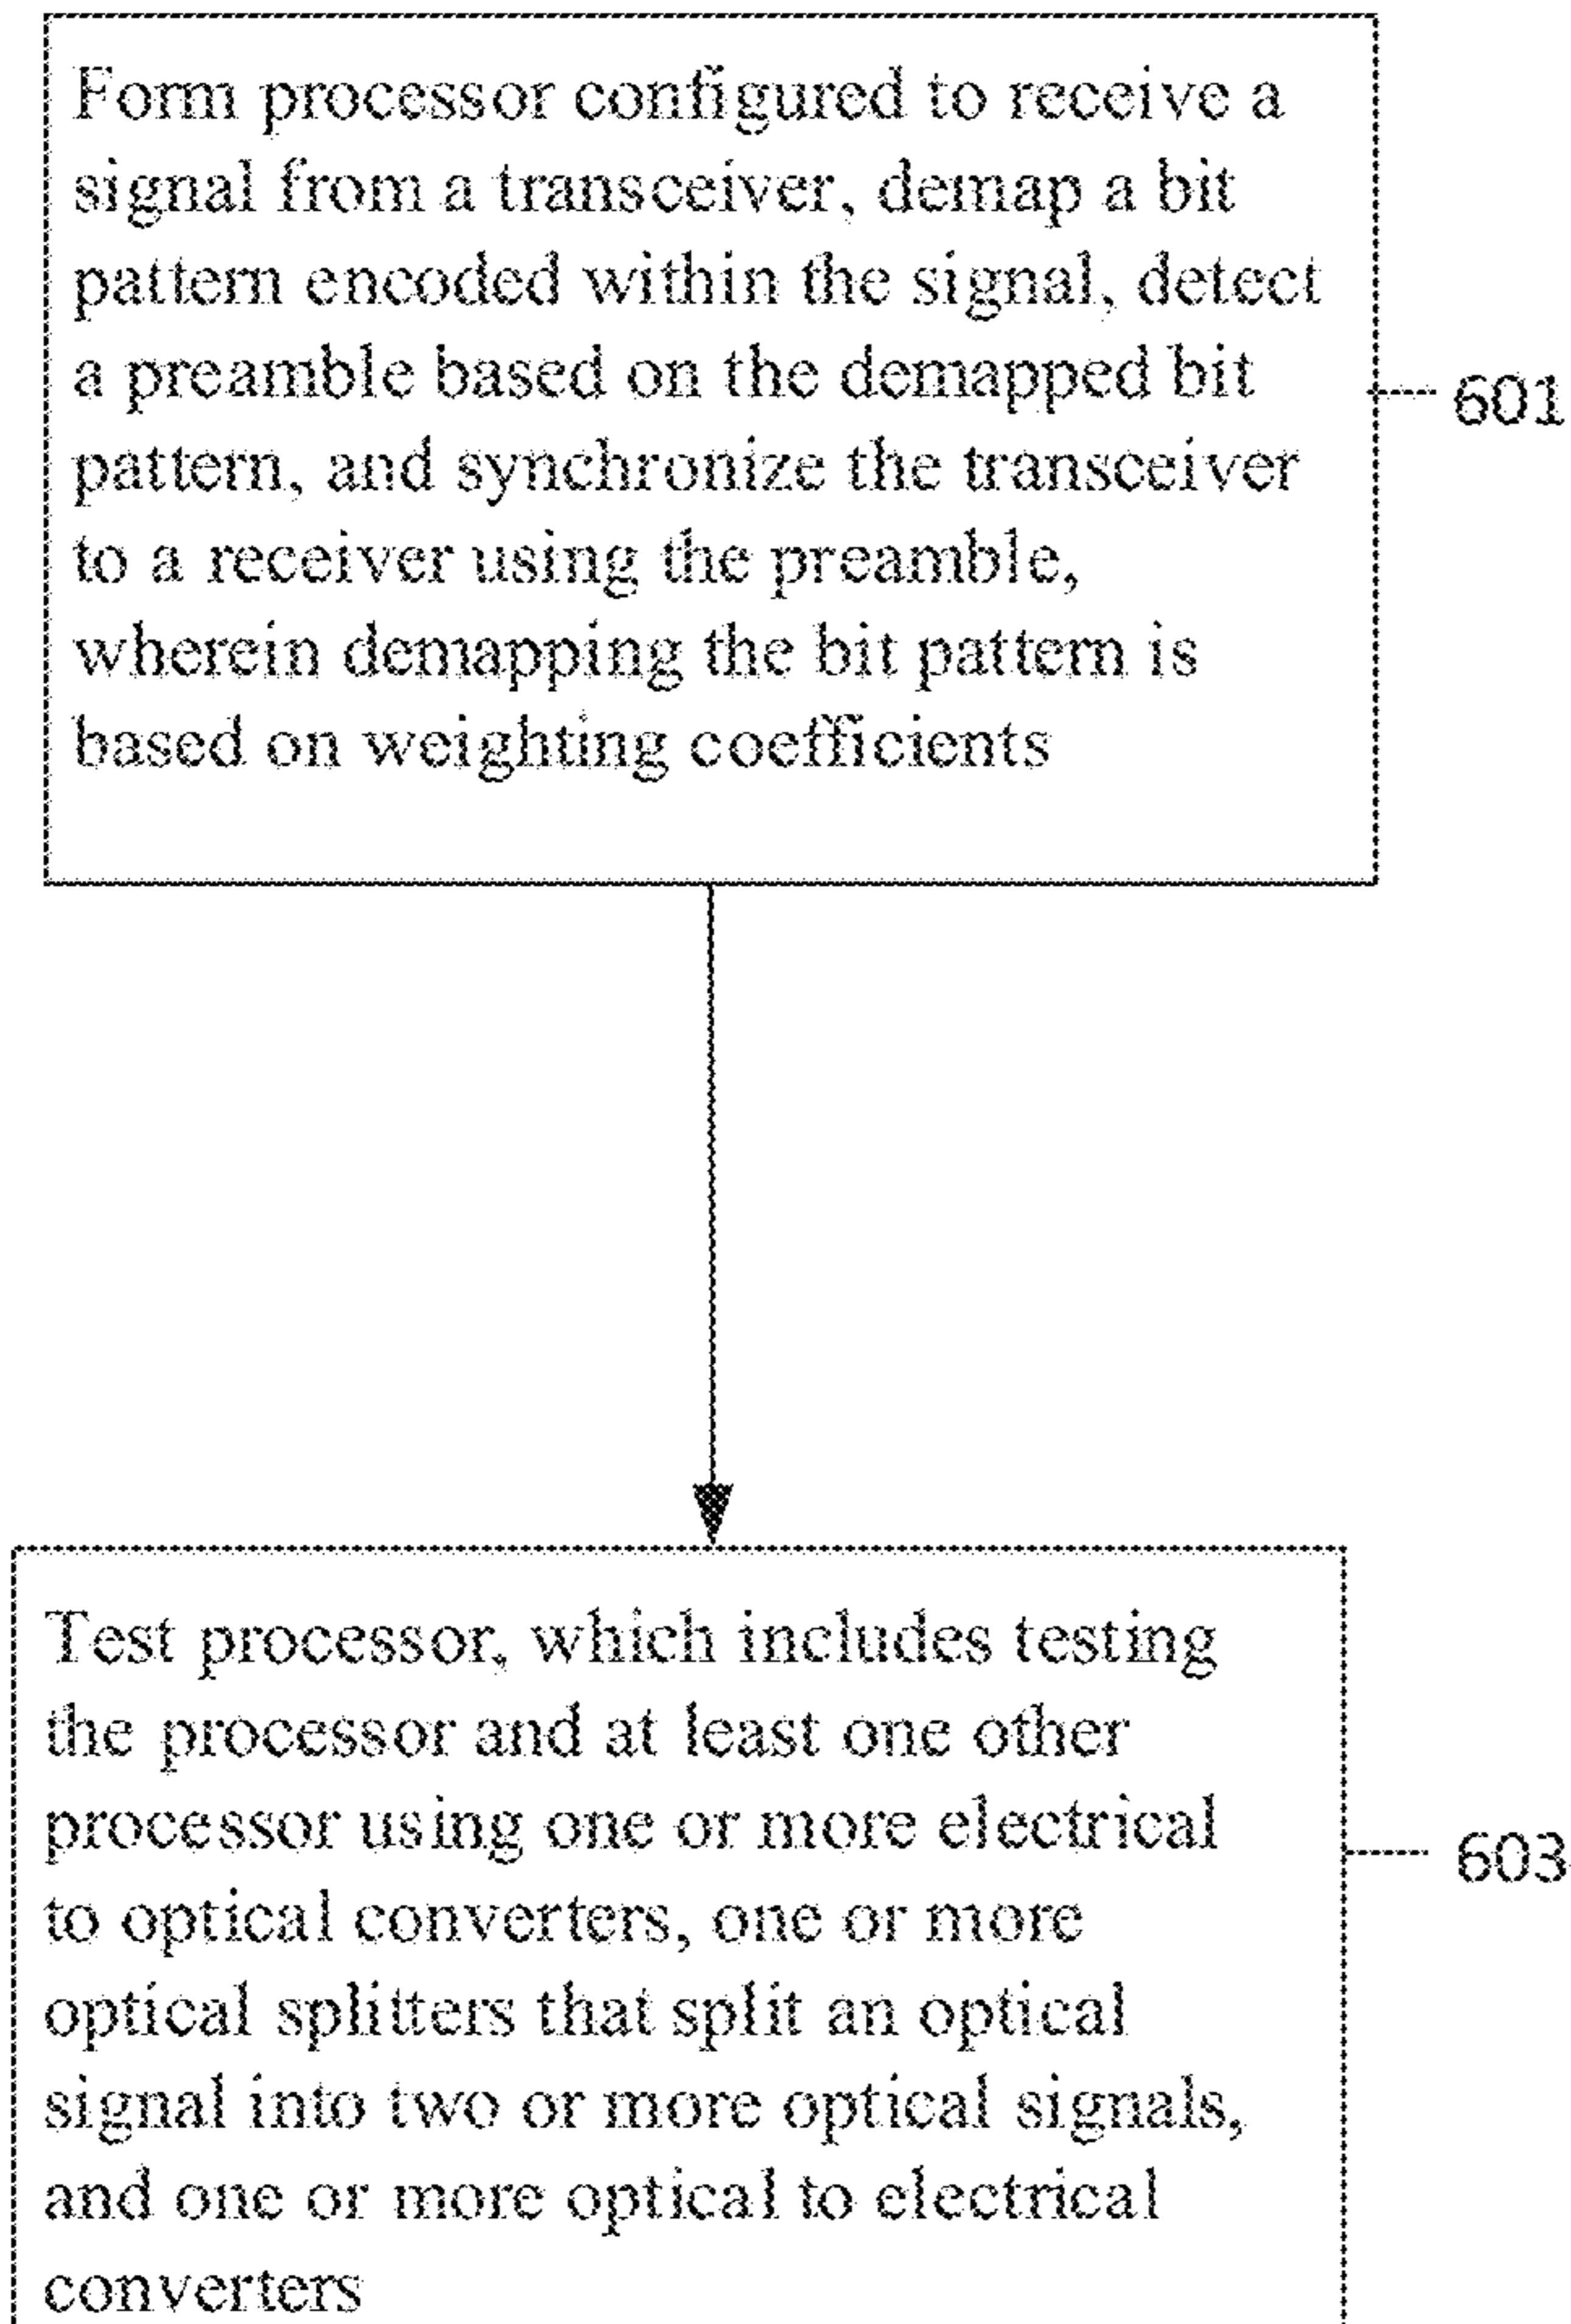 Form processor configured to receive a
signal from a transceiver, demap a bit
pattern encoded within the signal, detect
a preamble based on the demapped bit
pattern, and synchronize the transceiver
to a receiver using the preamble,
wherein demapping the bit pattern is
based on weighting coefficients
601
Test processor, which includes testing
the processor and at least one other
processor using one or more electrical
to optical converters, one or more
optical splitters that split an optical
signal into two or more optical signals,
and one or more optical to electrical
converters
603